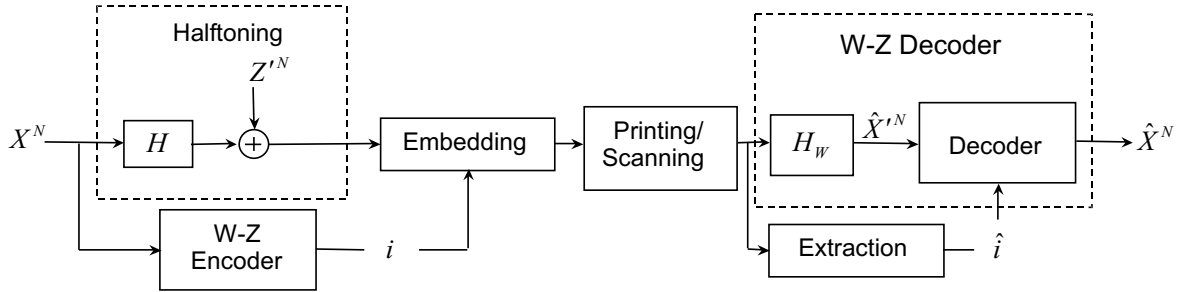 Halftoning
Z'^N
X^N
H
+
Embedding
Printing/
Scanning
W-Z Decoder
H_W
X̂'^N
Decoder
X̂^N
W-Z
Encoder
i
Extraction
î